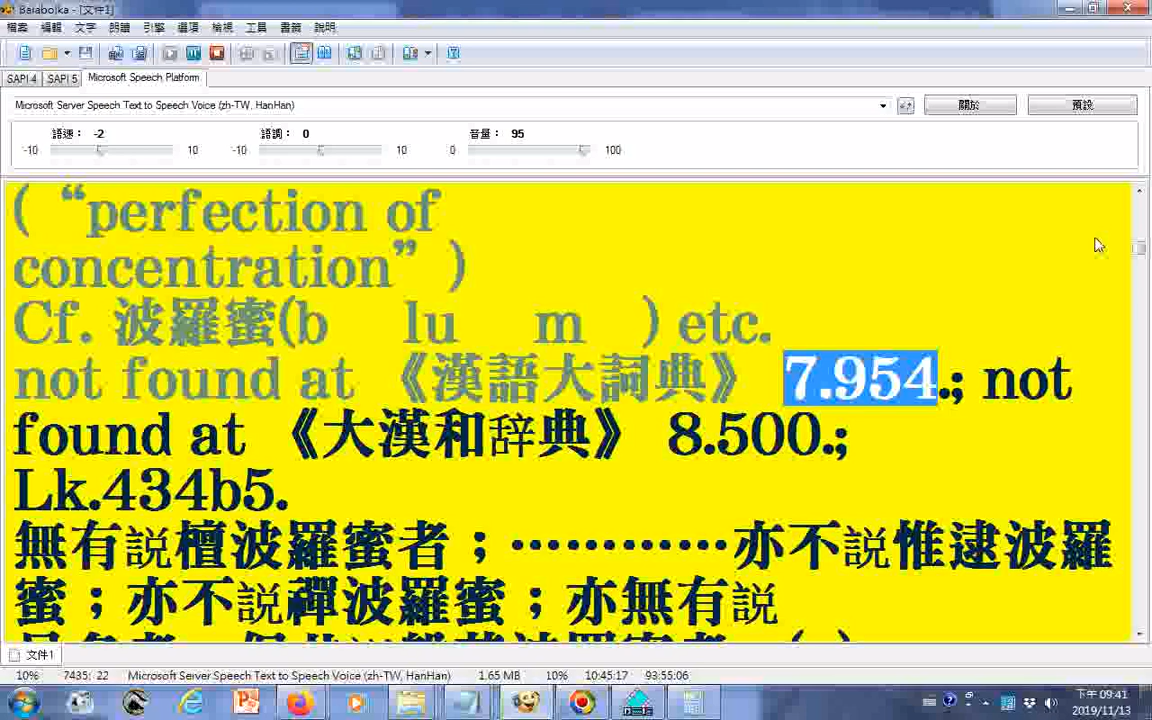 Balabolka - [文件1]
檔案 編輯 文字 朗讀 引擎 選項 檢視 工具 書籤 說明
SAPI 4 SAPI 5 Microsoft Speech Platform
Microsoft Server Speech Text to Speech Voice (zh-TW, HanHan) 關於 預設
語速： -2 語調： 0 音量： 95
-10 10 -10 10 0 100
(“perfection of
concentration”)
Cf. 波羅蜜(b lu m ) etc.
not found at 《漢語大詞典》 7.954.; not
found at 《大漢和辞典》 8.500.;
Lk.434b5.
無有説檀波羅蜜者；…………亦不説惟逮波羅
蜜；亦不説禪波羅蜜；亦無有説
文件1
10% 7435: 22 Microsoft Server Speech Text to Speech Voice (zh-TW, HanHan) 1.65 MB 10% 10:45:17 93:55:06
下午 09:41
2019/11/13